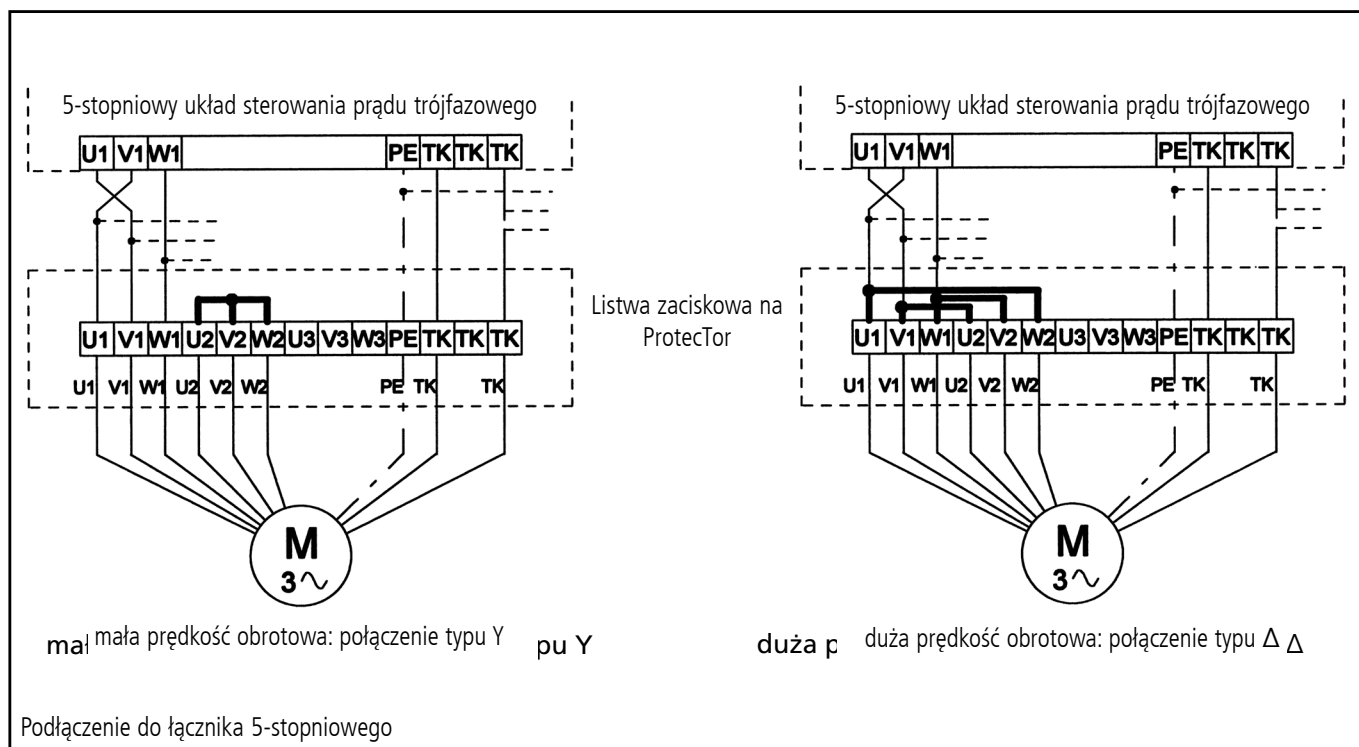 5-stopniowy układ sterowania prądu trójfazowego
U1 V1 W1 PE TK TK TK
U1 V1 W1 U2 V2 W2 U3 V3 W3 PE TK TK TK
U1 V1 W1 U2 V2 W2 PE TK TK
M
3
mał mała prędkość obrotowa: połączenie typu Y pu Y
Listwa zaciskowa na
ProtecTor
5-stopniowy układ sterowania prądu trójfazowego
U1 V1 W1 PE TK TK TK
U1 V1 W1 U2 V2 W2 U3 V3 W3 PE TK TK TK
U1 V1 W1 U2 V2 W2 PE TK TK
M
3
duża p duża prędkość obrotowa: połączenie typu Δ Δ
Podłączenie do łącznika 5-stopniowego